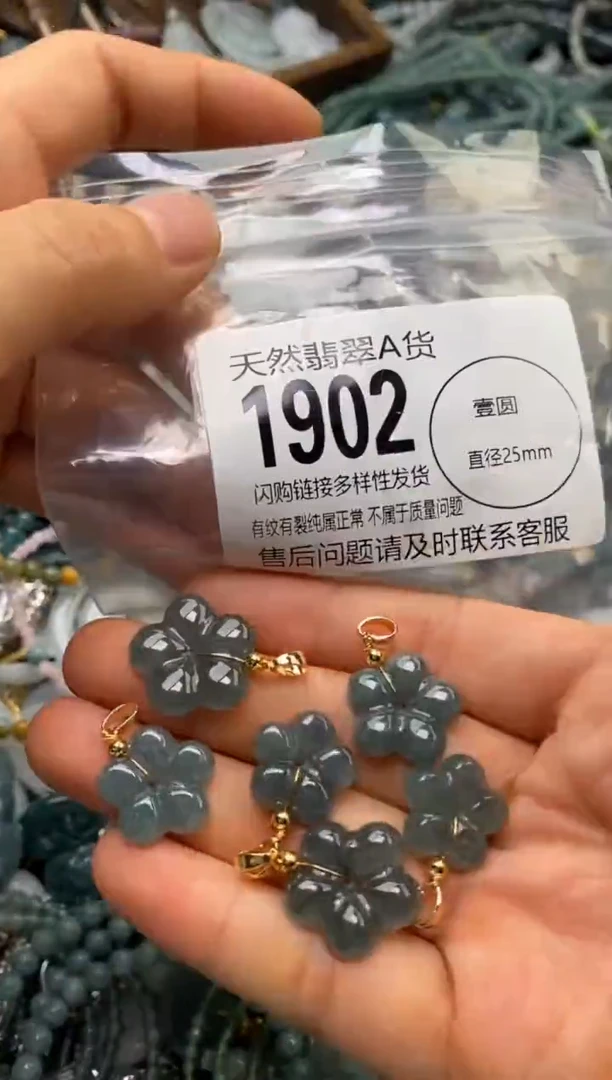 天然翡翠A货
1902
闪购链接多样性发货
有纹有裂纯属正常 不属于质量问题
售后问题请及时联系客服
壹圆
直径25mm